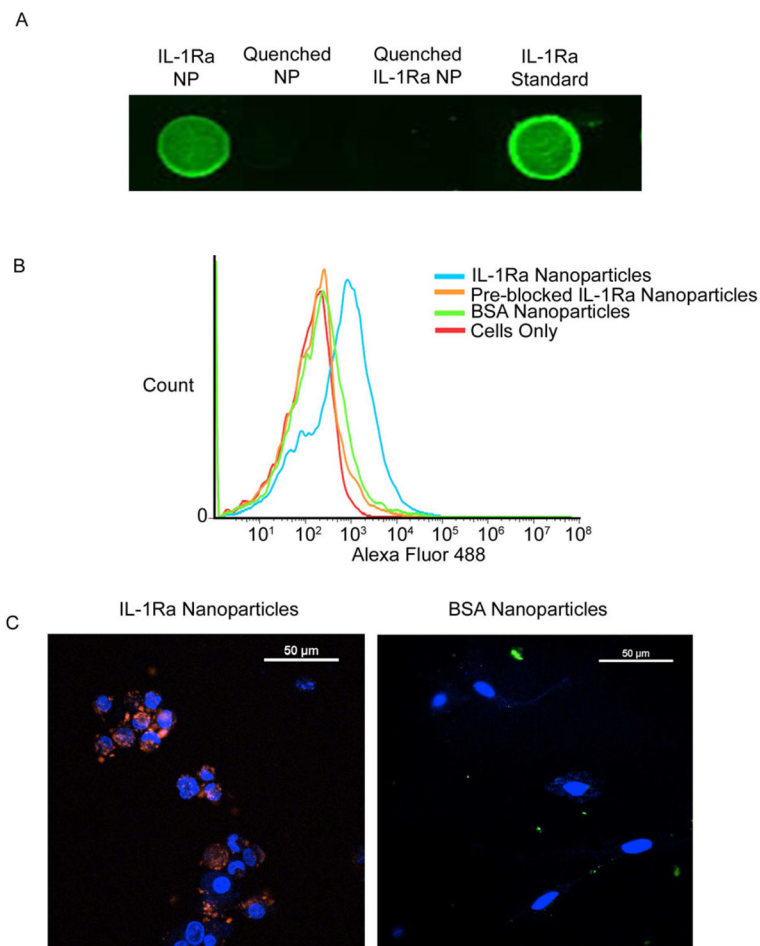 A
IL-1Ra NP
Quenched NP
Quenched IL-1Ra NP
IL-1Ra Standard
B
IL-1Ra Nanoparticles
Pre-blocked IL-1Ra Nanoparticles
BSA Nanoparticles
Cells Only
Count
0
10¹ 10² 10³ 10⁴ 10⁵ 10⁶ 10⁷ 10⁸
Alexa Fluor 488
C
IL-1Ra Nanoparticles
BSA Nanoparticles
50 µm
50 µm